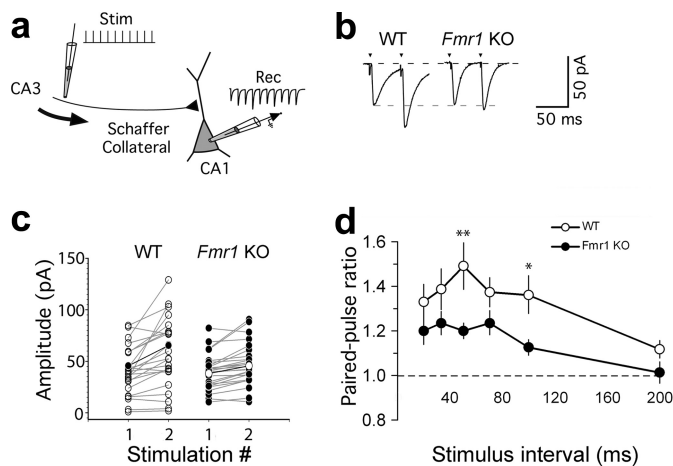 a
Stim
CA3
Schaffer
Collateral
Rec
CA1
b
WT
Fmr1 KO
50 pA
50 ms
c
WT
Fmr1 KO
Amplitude (pA)
150
100
50
0
1
2
1
2
Stimulation #
d
WT
Fmr1 KO
**
*
Paired-pulse ratio
1.6
1.4
1.2
1.0
0.8
40
80
120
160
200
Stimulus interval (ms)